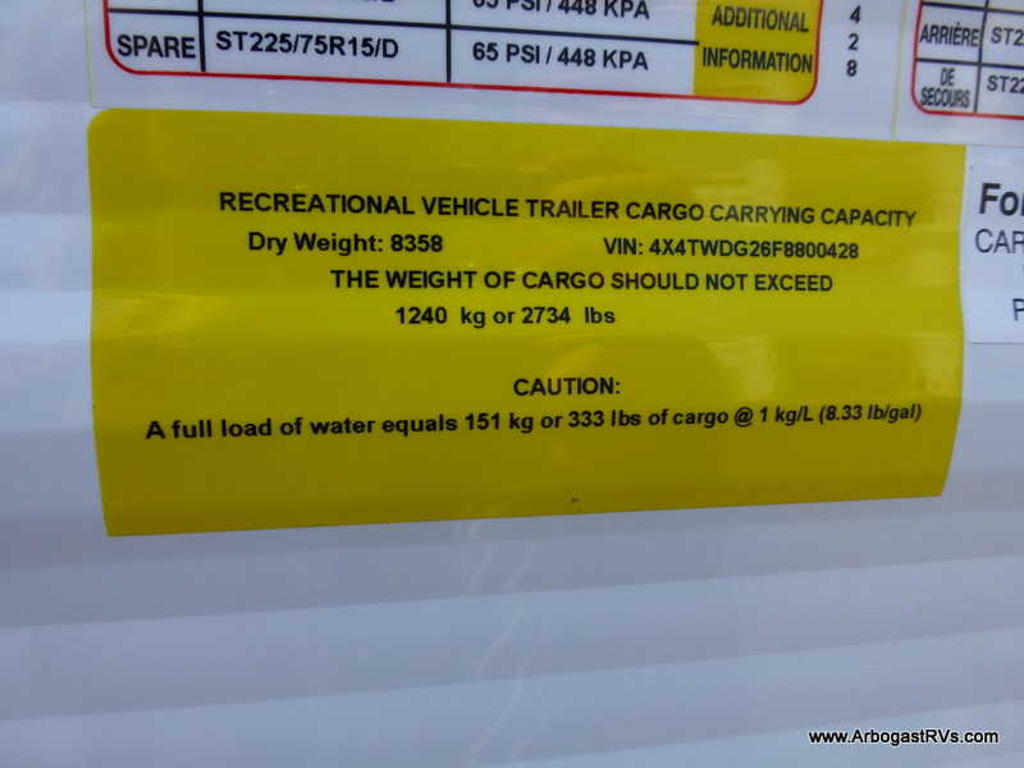 65 PSI / 448 KPA
SPARE ST225/75R15/D 65 PSI / 448 KPA
ADDITIONAL
INFORMATION
4
2
8
ARRIÈRE
DE
SECOURS
RECREATIONAL VEHICLE TRAILER CARGO CARRYING CAPACITY
Dry Weight: 8358 VIN: 4X4TWDG26F8800428
THE WEIGHT OF CARGO SHOULD NOT EXCEED
1240 kg or 2734 lbs
CAUTION:
A full load of water equals 151 kg or 333 lbs of cargo @ 1 kg/L (8.33 lb/gal)
www.ArbogastRVs.com